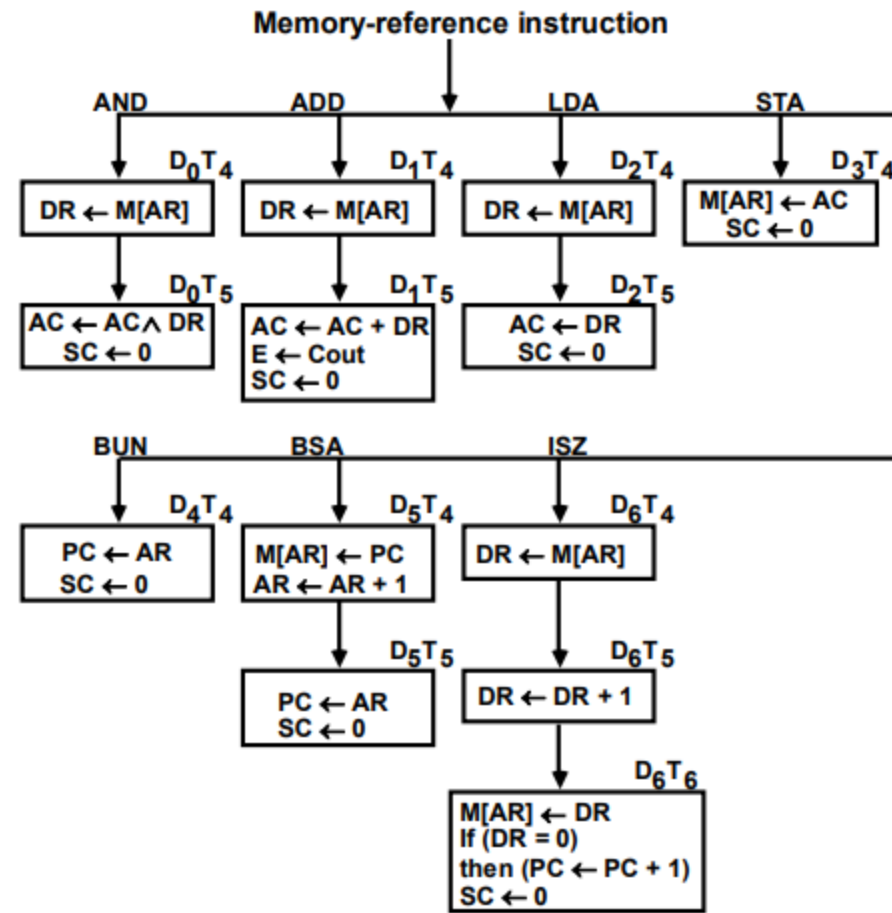 Memory-reference instruction
AND ADD LDA STA
D0T4 D1T4 D2T4 D3T4
DR ← M[AR]
DR ← M[AR]
DR ← M[AR]
M[AR] ← AC
SC ← 0
D0T5 D1T5 D2T5
AC ← AC ∧ DR
SC ← 0
AC ← AC + DR
E ← Cout
SC ← 0
AC ← DR
SC ← 0
BUN BSA ISZ
D4T4 D5T4 D6T4
PC ← AR
SC ← 0
M[AR] ← PC
AR ← AR + 1
DR ← M[AR]
D5T5 D6T5
PC ← AR
SC ← 0
DR ← DR + 1
D6T6
M[AR] ← DR
If (DR = 0)
then (PC ← PC + 1)
SC ← 0